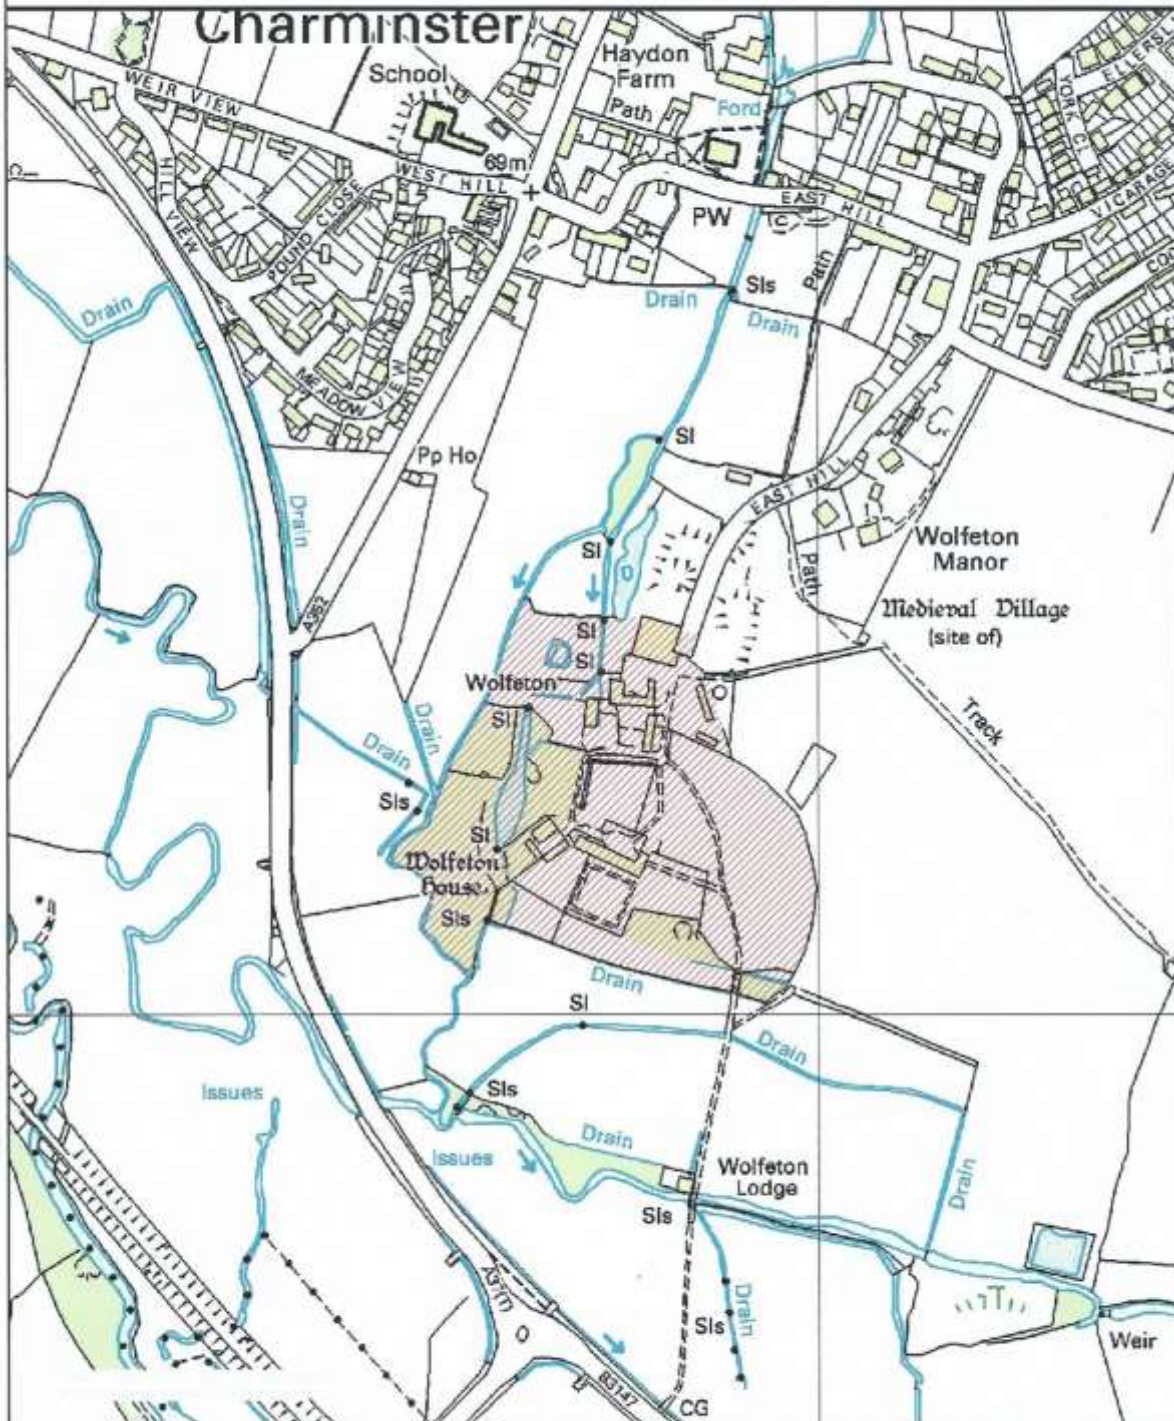 Charminster
Haydon
Farm
School
Path
Ford
WEIR VIEW
YORK C
ELLERSL
69m
WEST HILL
HILL VIEW
POUND CLOSE
PW
EAST HILL
VICARAGE
CO
Path
Drain
Sls
Drain
Drain
MEADOW VIEW
Sl
Pp Ho
EAST HILL
Drain
Sl
Wolfeton
Manor
Path
Medieval Village
(site of)
A352
Sl
Sl
Wolfeton
Sl
Drain
Drain
Track
Sls
Sl
Wolfeton
House
Sls
Drain
Sl
Drain
Issues
Sls
Drain
Issues
Wolfeton
Lodge
Drain
Sls
A37(T)
Drain
Sls
Weir
B3147
CG